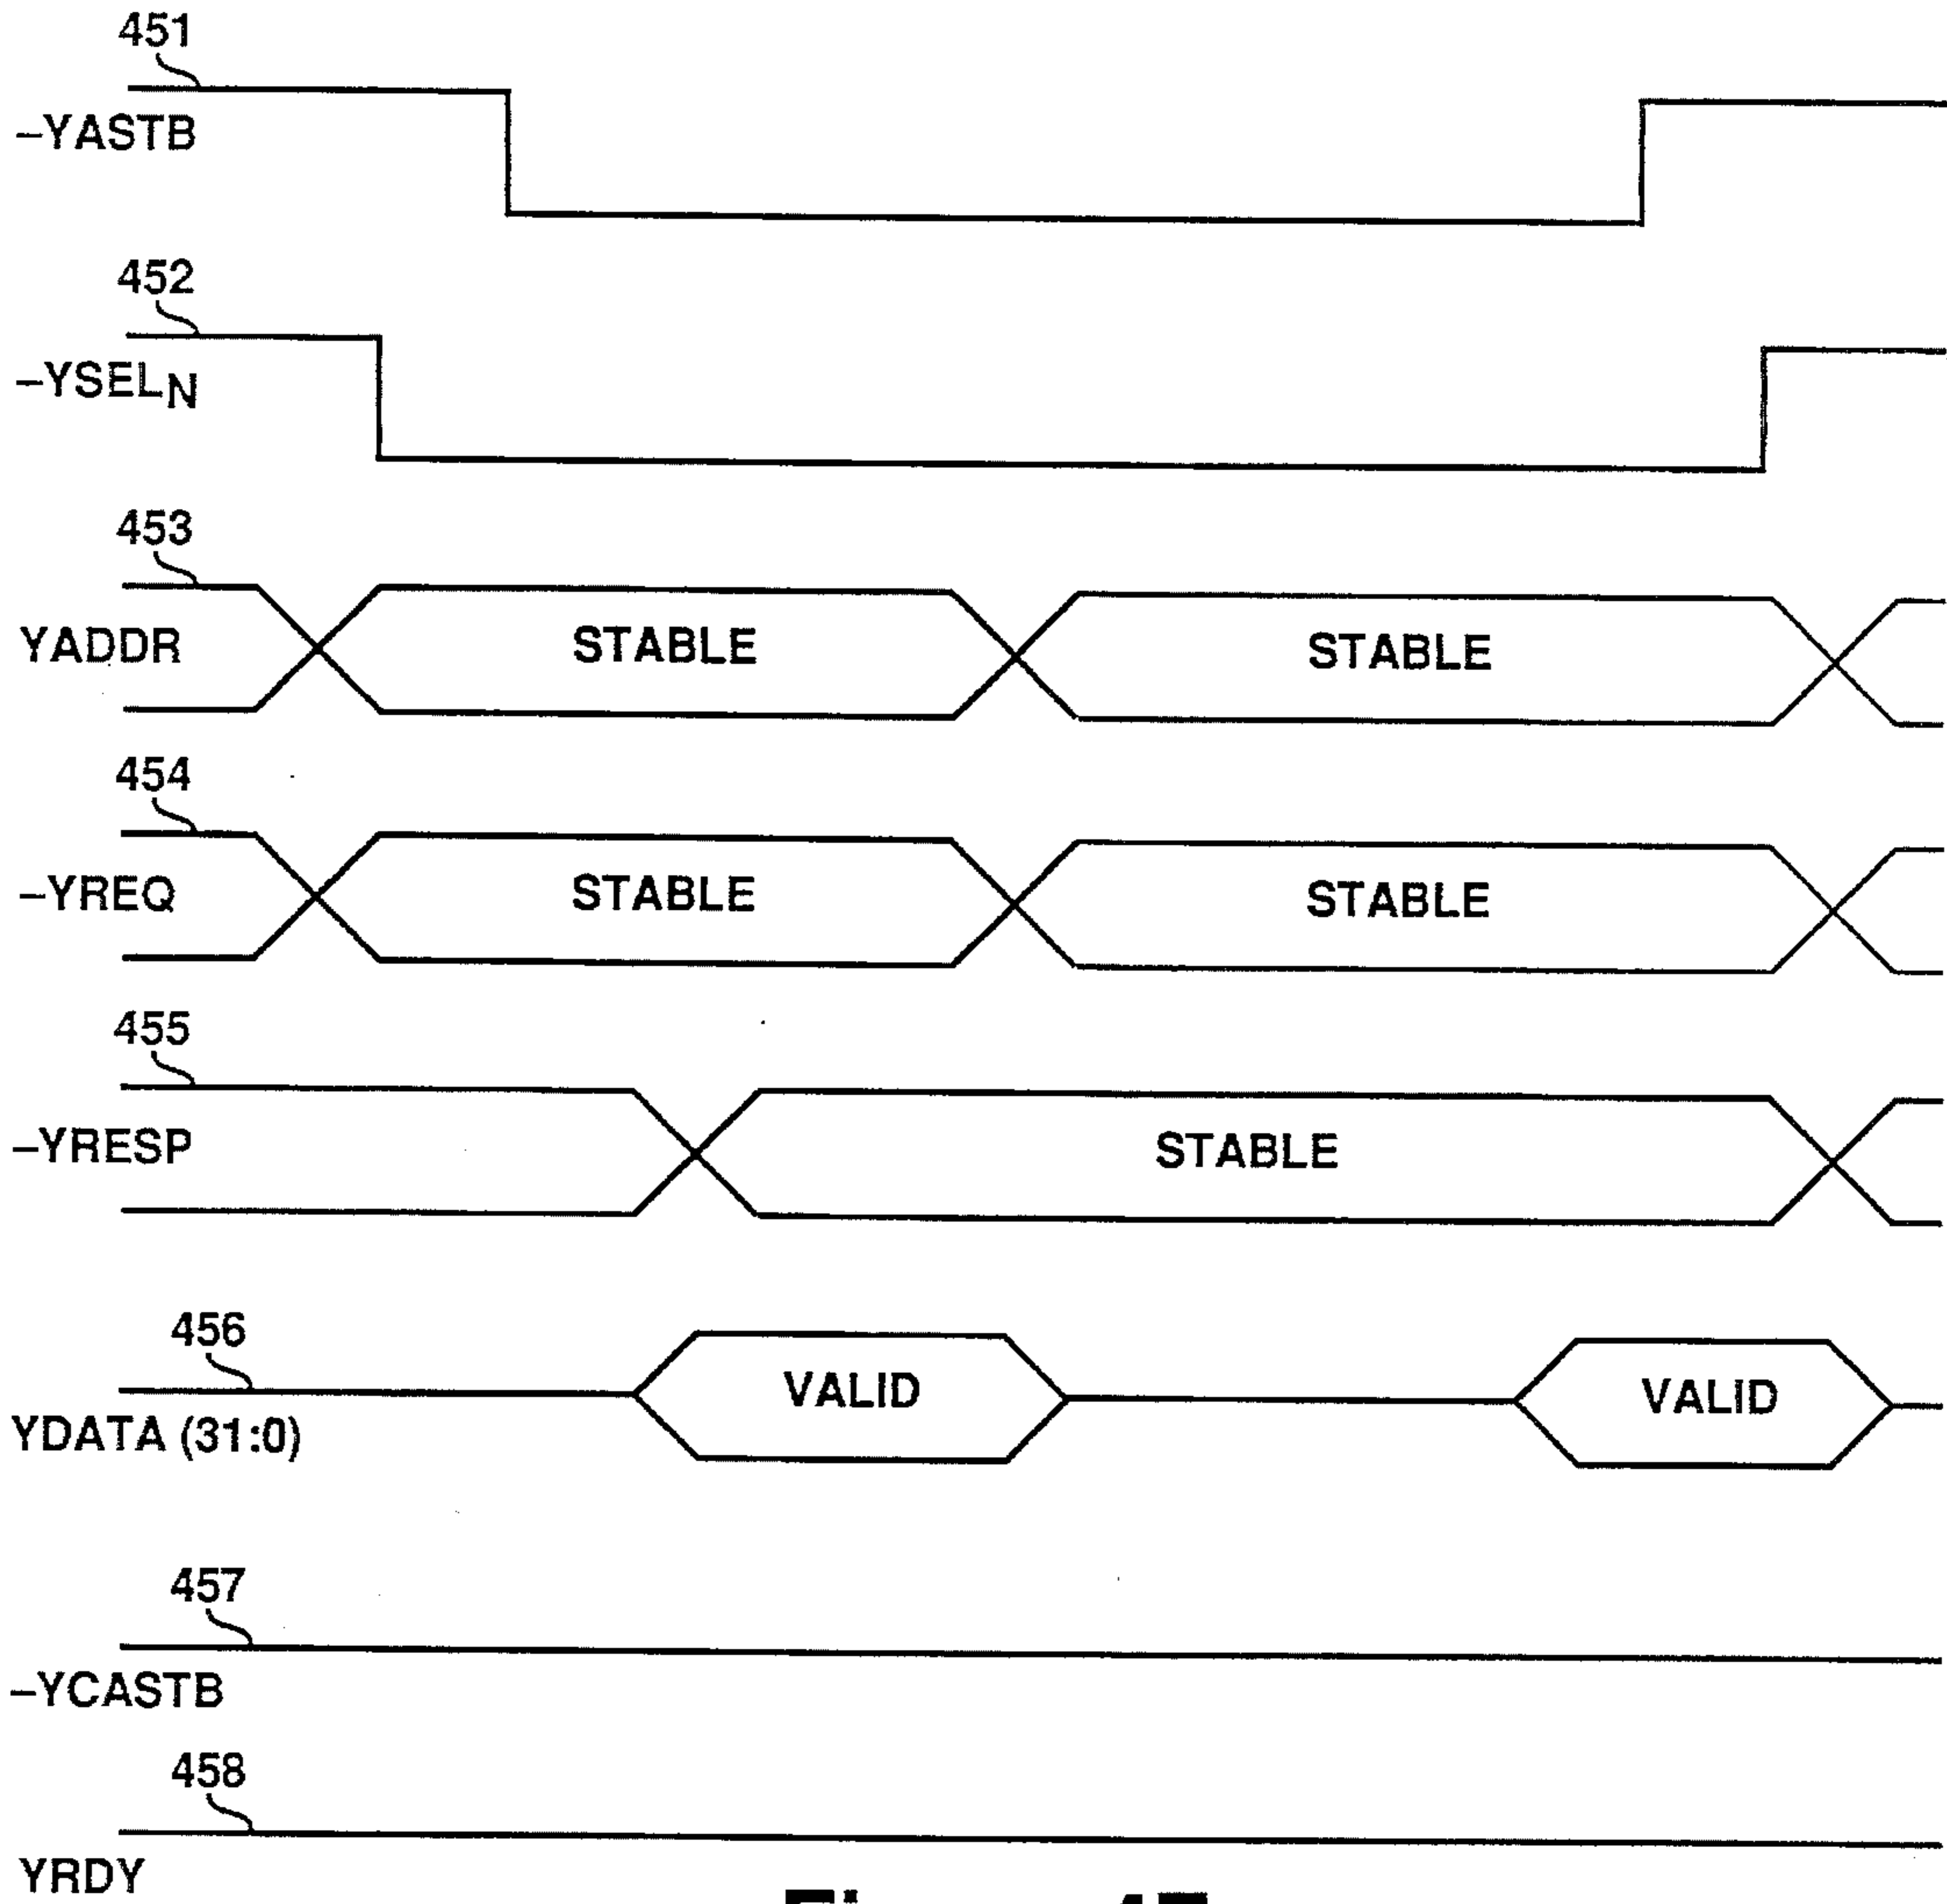 451
–YASTB
452
–YSELN
453
YADDR STABLE STABLE
454
–YREQ STABLE STABLE
455
–YRESP STABLE
456
YDATA (31:0) VALID VALID
457
–YCASTB
458
YRDY